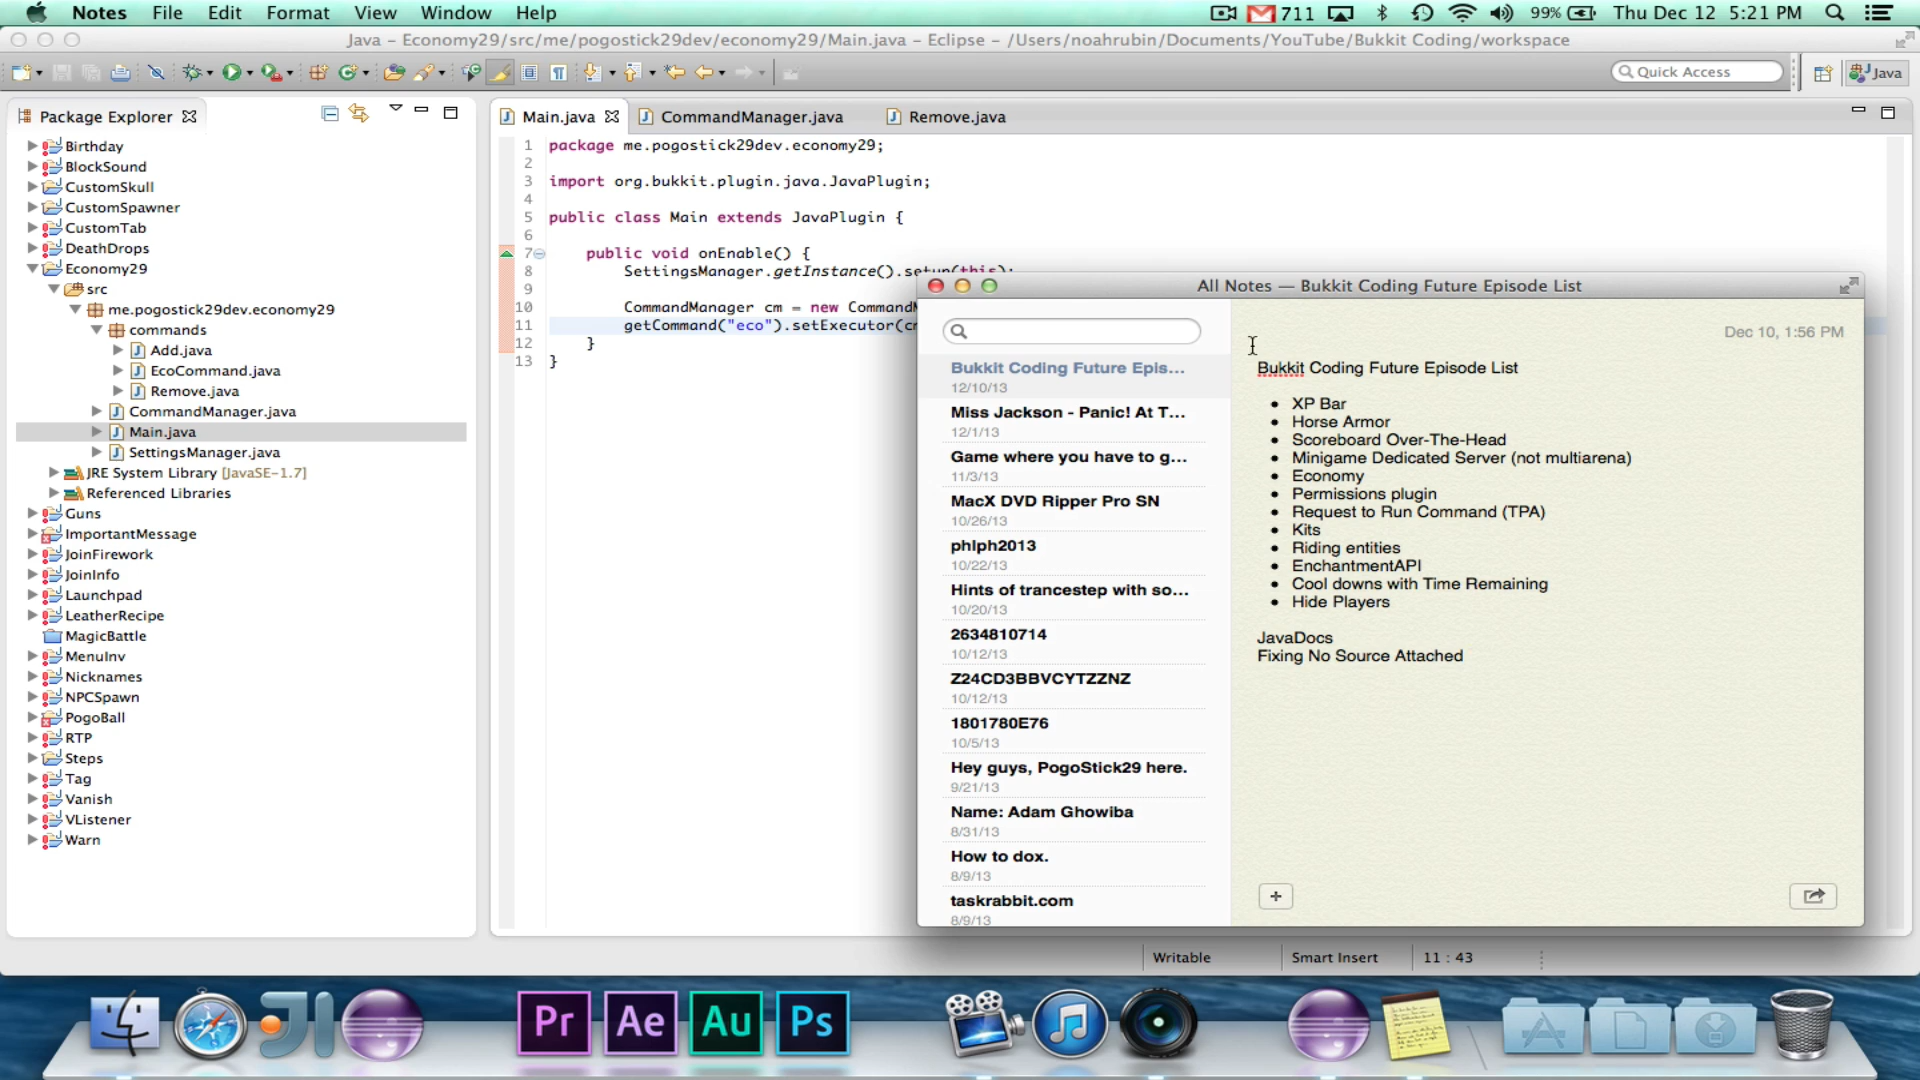 Notes File Edit Format View Window Help 711 99% Thu Dec 12 5:21 PM
Java - Economy29/src/me/pogostick29dev/economy29/Main.java - Eclipse - /Users/noahrubin/Documents/YouTube/Bukkit Coding/workspace
Quick Access Java
Package Explorer
Birthday
BlockSound
CustomSkull
CustomSpawner
CustomTab
DeathDrops
Economy29
src
me.pogostick29dev.economy29
commands
Add.java
EcoCommand.java
Remove.java
CommandManager.java
Main.java
SettingsManager.java
JRE System Library [JavaSE-1.7]
Referenced Libraries
Guns
ImportantMessage
JoinFirework
JoinInfo
Launchpad
LeatherRecipe
MagicBattle
MenuInv
Nicknames
NPCSpawn
PogoBall
RTP
Steps
Tag
Vanish
VListener
Warn
Main.java CommandManager.java Remove.java
1 package me.pogostick29dev.economy29;
2
3 import org.bukkit.plugin.java.JavaPlugin;
4
5 public class Main extends JavaPlugin {
6
7 public void onEnable() {
8 SettingsManager.getInstance().setup(this);
9
10 CommandManager cm = new CommandM
11 getCommand("eco").setExecutor(cm
12 }
13 }
All Notes — Bukkit Coding Future Episode List
Bukkit Coding Future Epis...
12/10/13
Miss Jackson - Panic! At T...
12/1/13
Game where you have to g...
11/3/13
MacX DVD Ripper Pro SN
10/26/13
phlph2013
10/22/13
Hints of trancestep with so...
10/20/13
2634810714
10/12/13
Z24CD3BBVCYTZZNZ
10/12/13
1801780E76
10/5/13
Hey guys, PogoStick29 here.
9/21/13
Name: Adam Ghowiba
8/31/13
How to dox.
8/9/13
taskrabbit.com
8/9/13
Dec 10, 1:56 PM
Bukkit Coding Future Episode List
• XP Bar
• Horse Armor
• Scoreboard Over-The-Head
• Minigame Dedicated Server (not multiarena)
• Economy
• Permissions plugin
• Request to Run Command (TPA)
• Kits
• Riding entities
• EnchantmentAPI
• Cool downs with Time Remaining
• Hide Players
JavaDocs
Fixing No Source Attached
Writable Smart Insert 11 : 43
Pr Ae Au Ps